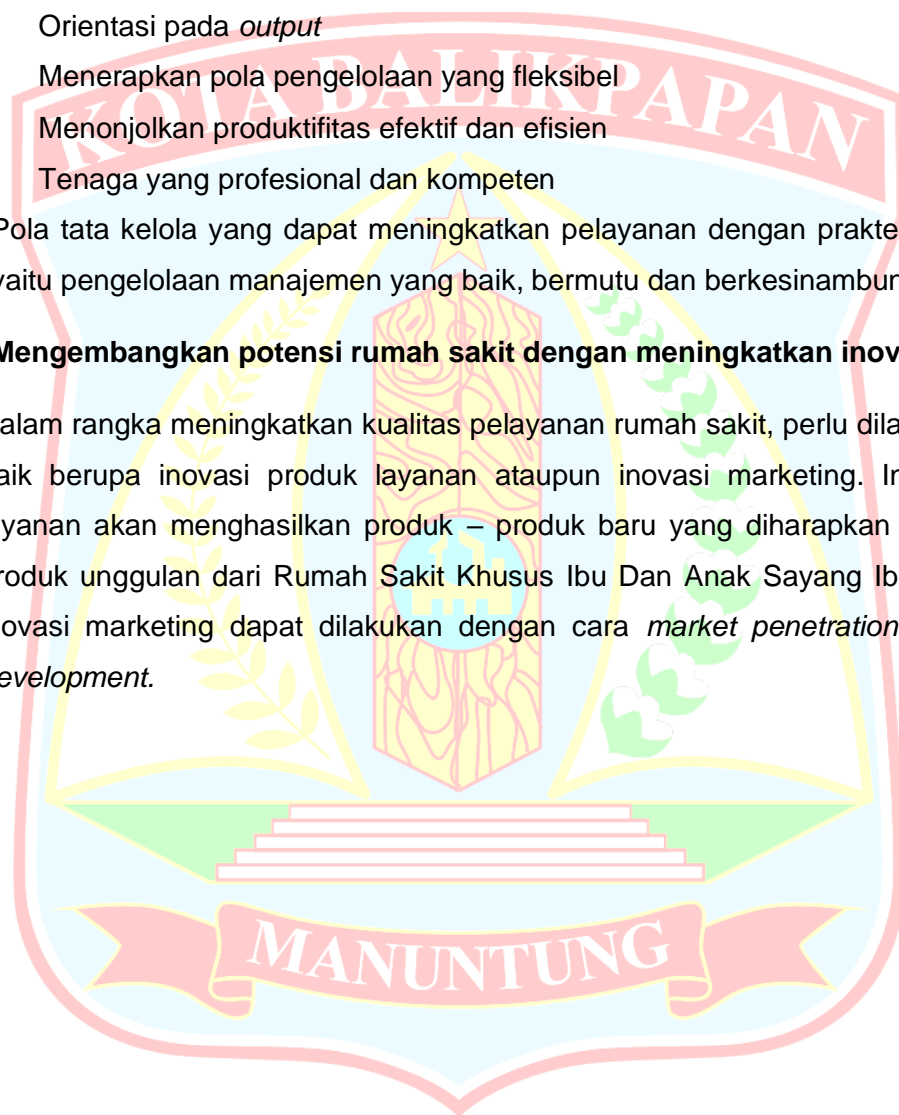 Orientasi pada output
Menerapkan pola pengelolaan yang fleksibel
KOTA BALIKPAPAN
Menonjolkan produktifitas efektif dan efisien
Tenaga yang profesional dan kompeten
Pola tata kelola yang dapat meningkatkan pelayanan dengan prakte
yaitu pengelolaan manajemen yang baik, bermutu dan berkesinambun
Mengembangkan potensi rumah sakit dengan meningkatkan inov
alam rangka meningkatkan kualitas pelayanan rumah sakit, perlu dila
aik berupa inovasi produk layanan ataupun inovasi marketing. In
ayanan akan menghasilkan produk – produk baru yang diharapkan
roduk unggulan dari Rumah Sakit Khusus Ibu Dan Anak Sayang Ib
ovasi marketing dapat dilakukan dengan cara market penetration
evelopment.
MANUNTUNG